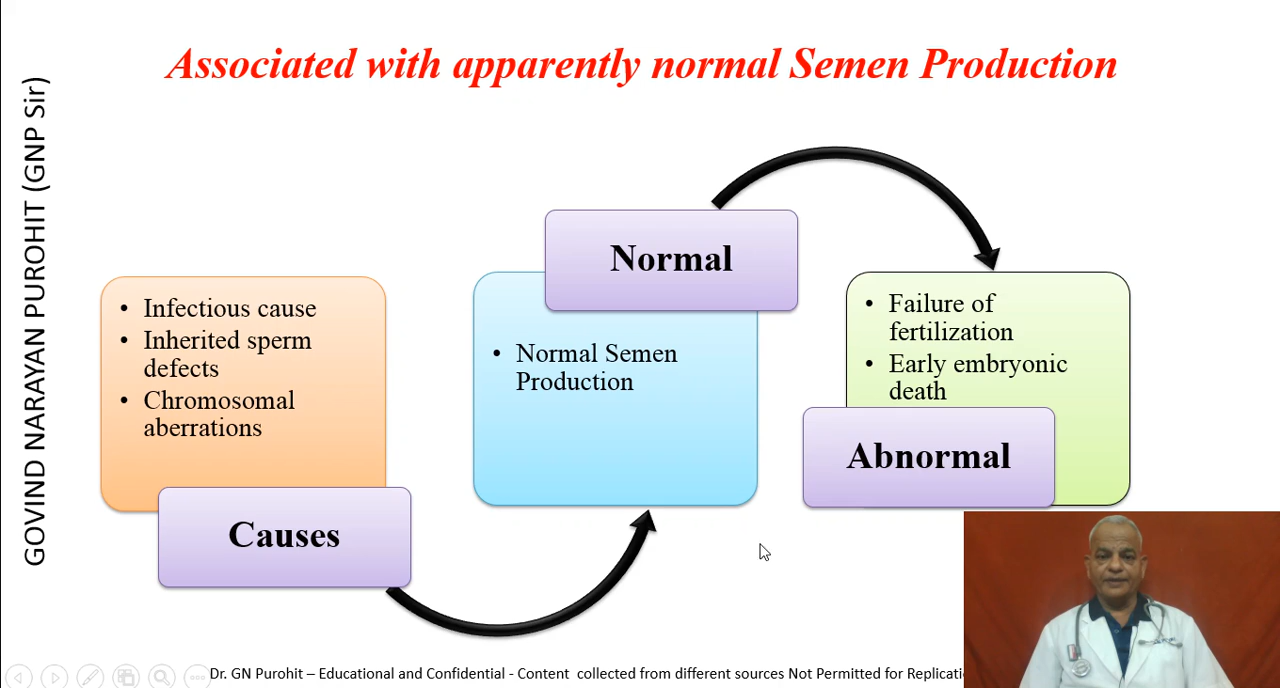 Associated with apparently normal Semen Production
GOVIND NARAYAN PUROHIT (GNP Sir)
• Infectious cause
• Inherited sperm
defects
• Chromosomal
aberrations
Causes
Normal
• Normal Semen
Production
• Failure of
fertilization
• Early embryonic
death
Abnormal
Dr. GN Purohit – Educational and Confidential - Content collected from different sources Not Permitted for